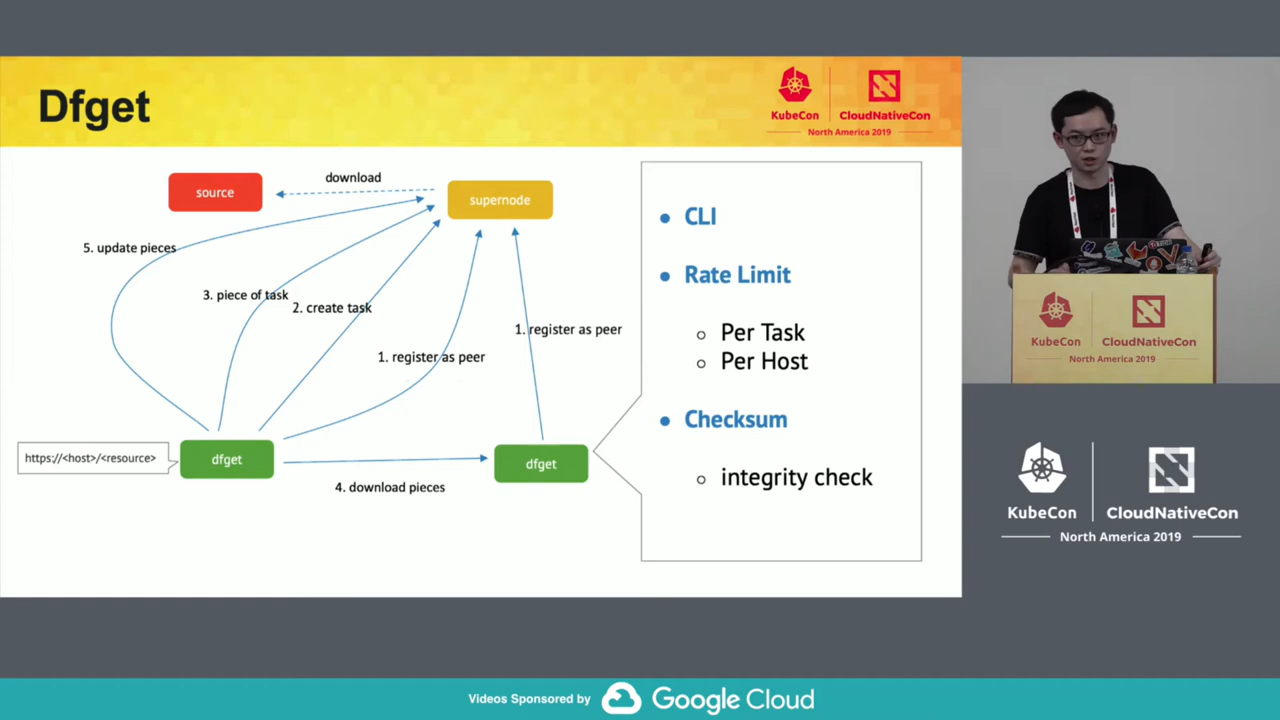 Dfget
KubeCon
CloudNativeCon
North America 2019
source
download
supernode
5. update pieces
3. piece of task
2. create task
1. register as peer
1. register as peer
https://<host>/<resource>
dfget
dfget
4. download pieces
CLI
Rate Limit
Per Task
Per Host
Checksum
integrity check
KubeCon
CloudNativeCon
North America 2019
KubeCon
CloudNativeCon
North America 2019
Videos Sponsored by
Google Cloud